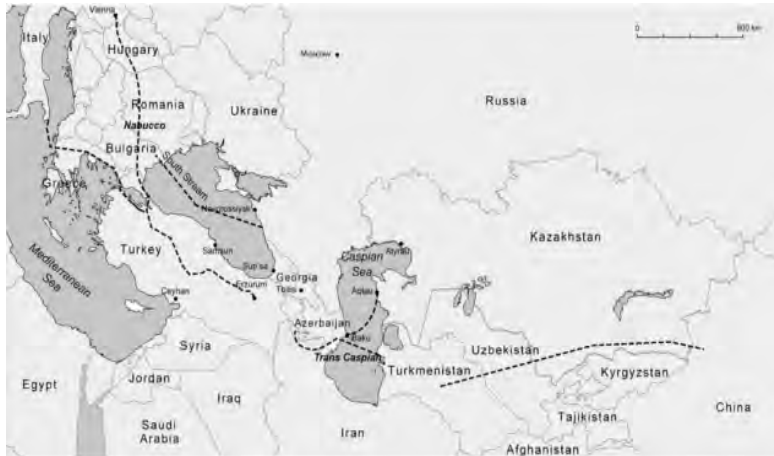 Vienna
Italy
Hungary
0 800 km
Moscow
Romania
Nabucco
Ukraine
Russia
Bulgaria
South Stream
Greece
Novorossiysk
Kazakhstan
Turkey
Samsun
Caspian
Sea
Atyrau
Mediterranean
Sea
Sup'sa
Georgia
Tbilisi
Erzurum
Aqtau
Ceyhan
Azerbaijan
Baku
Uzbekistan
Syria
Trans Caspian
Turkmenistan
Kyrgyzstan
Egypt
Jordan
Iraq
Tajikistan
China
Saudi
Arabia
Iran
Afghanistan